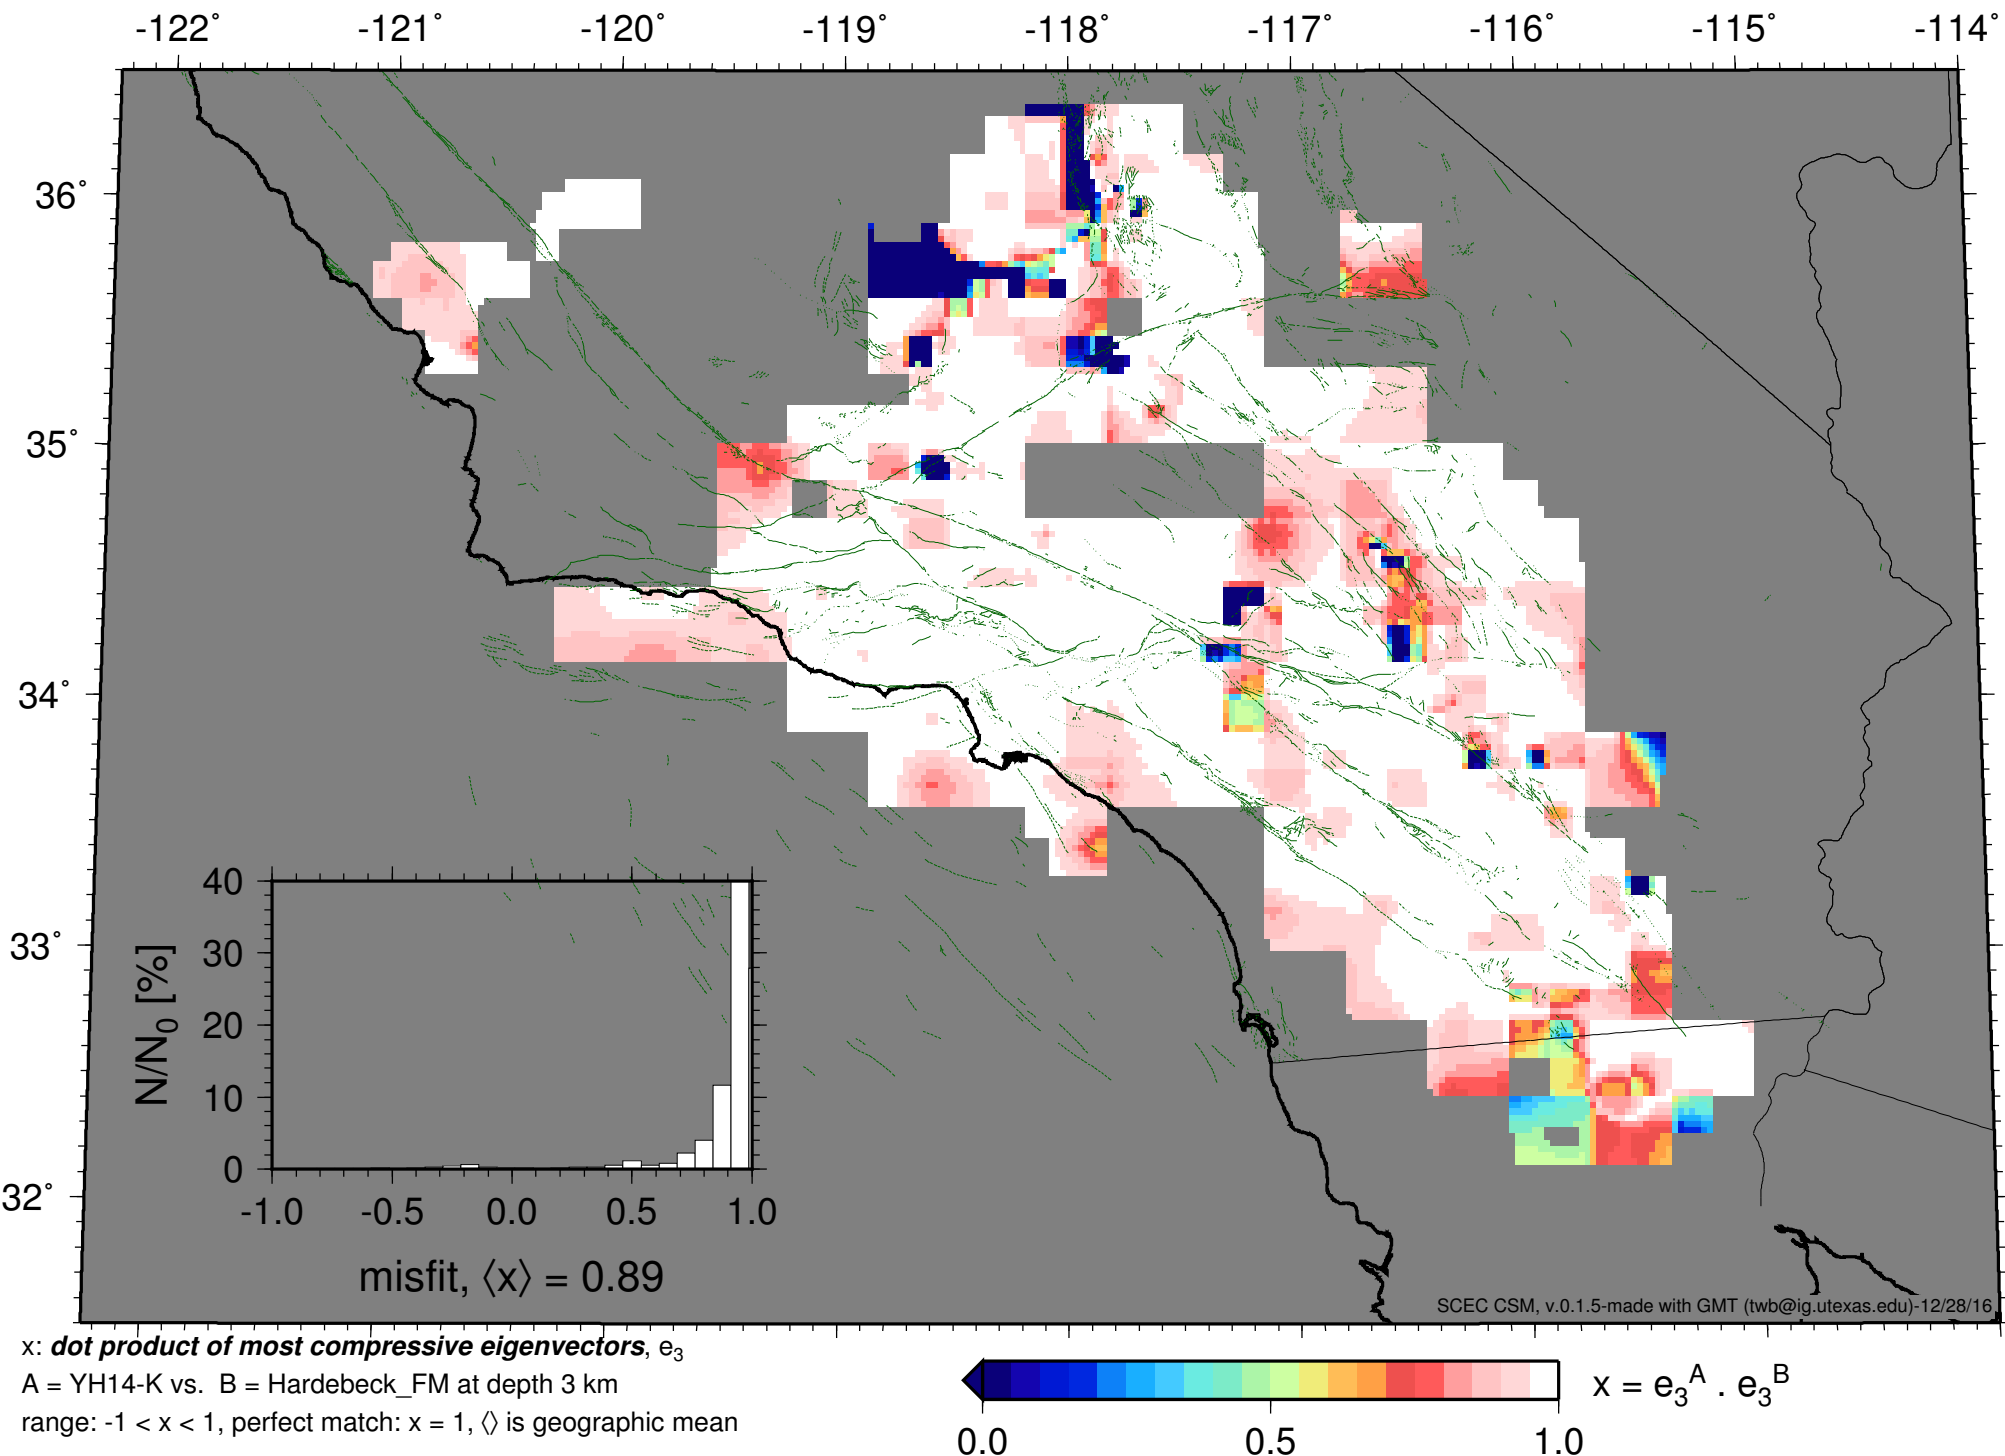 -122˚ -121˚ -120˚ -119˚ -118˚ -117˚ -116˚ -115˚ -114˚
36˚
35˚
34˚
33˚
32˚
40
30
20
10
0
N/N0 [%]
-1.0 -0.5 0.0 0.5 1.0
misfit, ⟨x⟩ = 0.89
SCEC CSM, v.0.1.5-made with GMT (twb@ig.utexas.edu)-12/28/16
x: dot product of most compressive eigenvectors, e3
A = YH14-K vs. B = Hardebeck_FM at depth 3 km
range: -1 < x < 1, perfect match: x = 1, ⟨⟩ is geographic mean
x = e3A . e3B
0.0 0.5 1.0